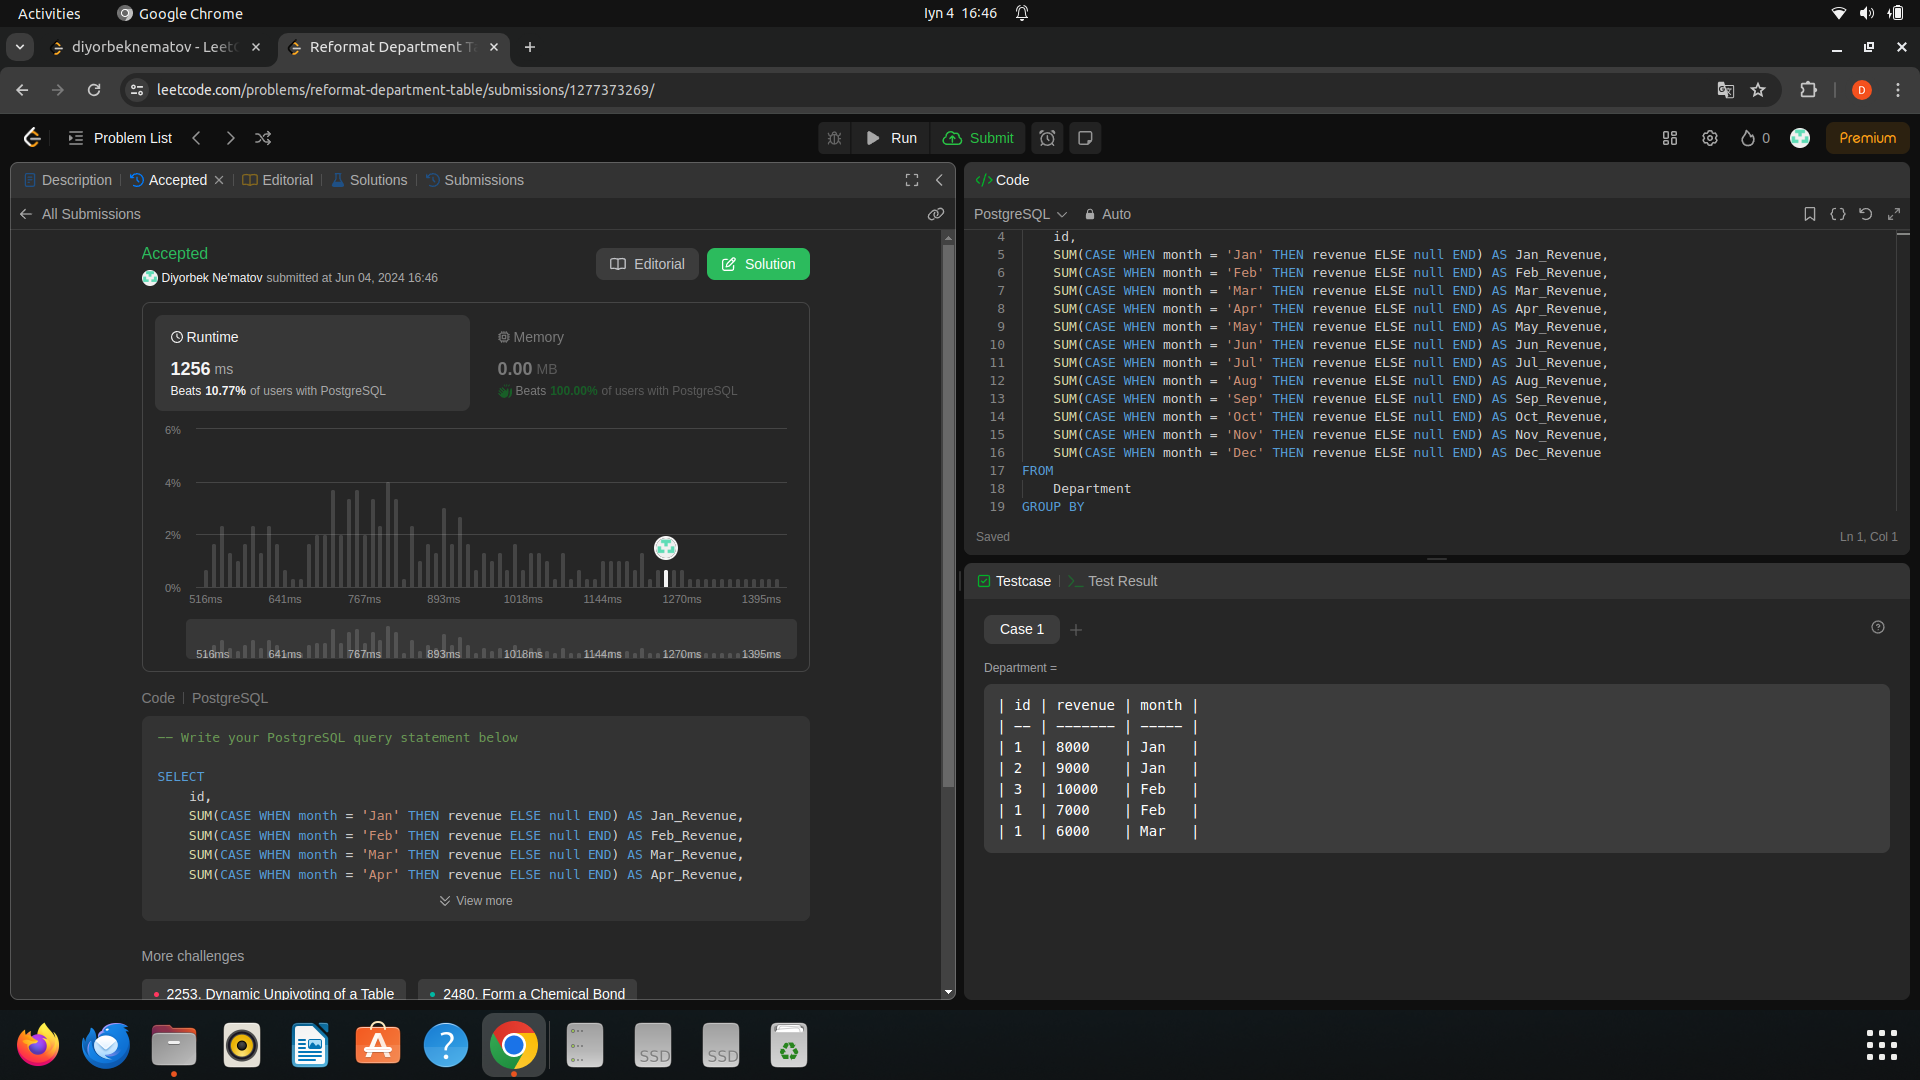 Activities
Google Chrome
Iyn 4 16:46
diyorbeknematov - Leet
Reformat Department T
leetcode.com/problems/reformat-department-table/submissions/1277373269/
D
Problem List
Run
Submit
0
Premium
Description
Accepted
Editorial
Solutions
Submissions
All Submissions
Accepted
Diyorbek Ne'matov submitted at Jun 04, 2024 16:46
Editorial
Solution
Runtime
1256 ms
Beats 10.77% of users with PostgreSQL
Memory
0.00 MB
Beats 100.00% of users with PostgreSQL
6%
4%
2%
0%
516ms 641ms 767ms 893ms 1018ms 1144ms 1270ms 1395ms
516ms 641ms 767ms 893ms 1018ms 1144ms 1270ms 1395ms
Code | PostgreSQL
-- Write your PostgreSQL query statement below
SELECT
id,
SUM(CASE WHEN month = 'Jan' THEN revenue ELSE null END) AS Jan_Revenue,
SUM(CASE WHEN month = 'Feb' THEN revenue ELSE null END) AS Feb_Revenue,
SUM(CASE WHEN month = 'Mar' THEN revenue ELSE null END) AS Mar_Revenue,
SUM(CASE WHEN month = 'Apr' THEN revenue ELSE null END) AS Apr_Revenue,
View more
More challenges
2253. Dynamic Unpivoting of a Table
2480. Form a Chemical Bond
</> Code
PostgreSQL
Auto
4 id,
5 SUM(CASE WHEN month = 'Jan' THEN revenue ELSE null END) AS Jan_Revenue,
6 SUM(CASE WHEN month = 'Feb' THEN revenue ELSE null END) AS Feb_Revenue,
7 SUM(CASE WHEN month = 'Mar' THEN revenue ELSE null END) AS Mar_Revenue,
8 SUM(CASE WHEN month = 'Apr' THEN revenue ELSE null END) AS Apr_Revenue,
9 SUM(CASE WHEN month = 'May' THEN revenue ELSE null END) AS May_Revenue,
10 SUM(CASE WHEN month = 'Jun' THEN revenue ELSE null END) AS Jun_Revenue,
11 SUM(CASE WHEN month = 'Jul' THEN revenue ELSE null END) AS Jul_Revenue,
12 SUM(CASE WHEN month = 'Aug' THEN revenue ELSE null END) AS Aug_Revenue,
13 SUM(CASE WHEN month = 'Sep' THEN revenue ELSE null END) AS Sep_Revenue,
14 SUM(CASE WHEN month = 'Oct' THEN revenue ELSE null END) AS Oct_Revenue,
15 SUM(CASE WHEN month = 'Nov' THEN revenue ELSE null END) AS Nov_Revenue,
16 SUM(CASE WHEN month = 'Dec' THEN revenue ELSE null END) AS Dec_Revenue
17 FROM
18 Department
19 GROUP BY
Saved
Ln 1, Col 1
Testcase
Test Result
Case 1
Department =
| id | revenue | month |
| -- | ------- | ----- |
| 1 | 8000 | Jan |
| 2 | 9000 | Jan |
| 3 | 10000 | Feb |
| 1 | 7000 | Feb |
| 1 | 6000 | Mar |
SSD
SSD